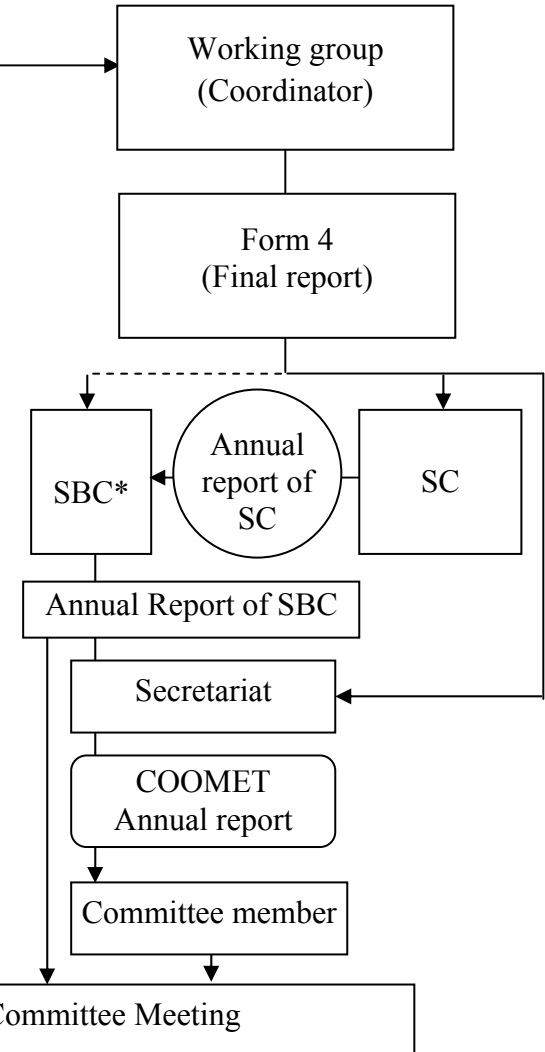 Working group
(Coordinator)
Form 4
(Final report)
SBC*
Annual
report of
SC
SC
Annual Report of SBC
Secretariat
COOMET
Annual report
Committee member
Committee Meeting